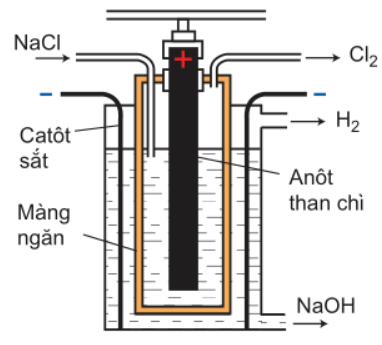 NaCl
Cl₂
+
–
–
H₂
Catôt
sắt
Anôt
than chì
Màng
ngăn
NaOH